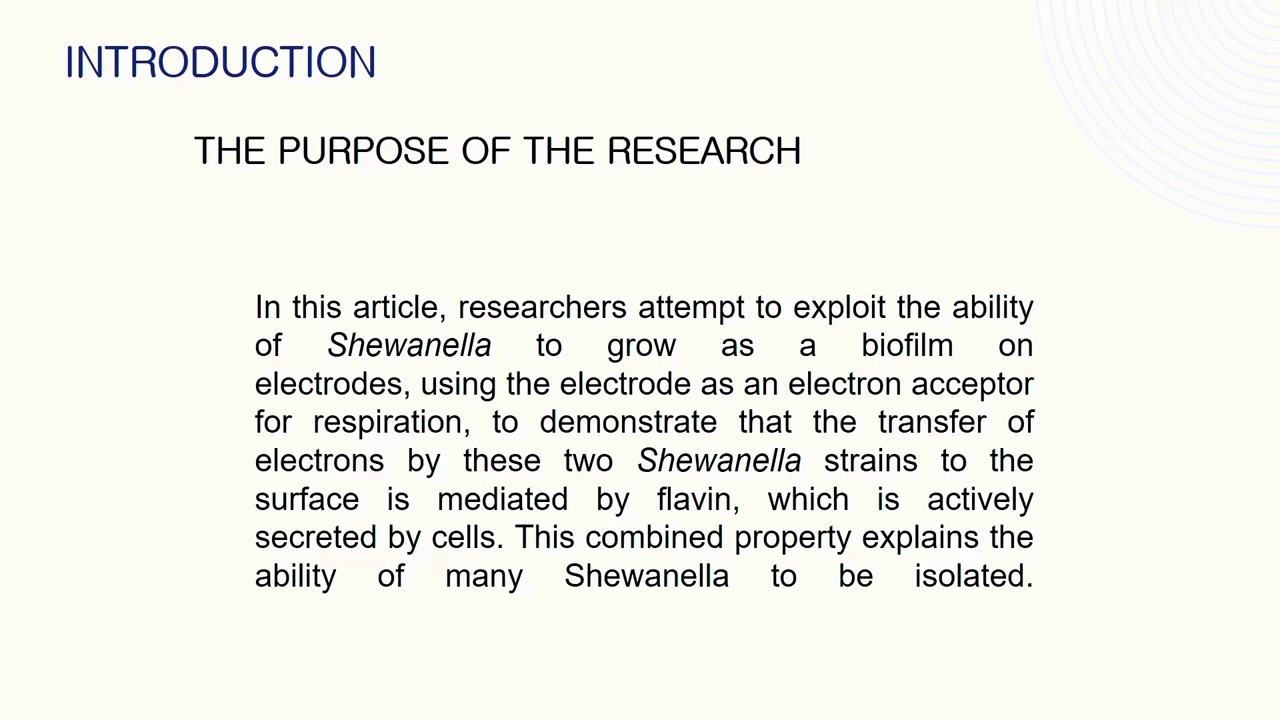 INTRODUCTION
THE PURPOSE OF THE RESEARCH
In this article, researchers attempt to exploit the ability
of Shewanella to grow as a biofilm on
electrodes, using the electrode as an electron acceptor
for respiration, to demonstrate that the transfer of
electrons by these two Shewanella strains to the
surface is mediated by flavin, which is actively
secreted by cells. This combined property explains the
ability of many Shewanella to be isolated.